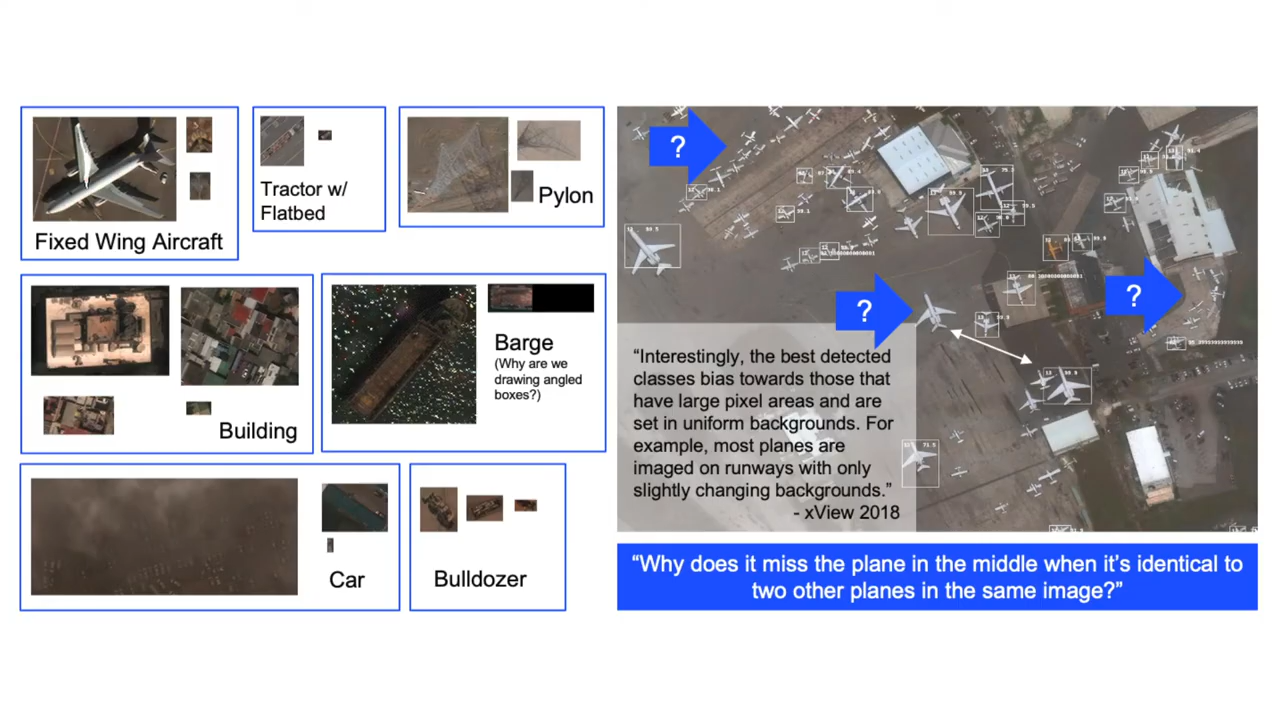 Fixed Wing Aircraft
Tractor w/
Flatbed
Pylon
Building
Barge
(Why are we
drawing angled
boxes?)
Car
Bulldozer
?
?
?
“Interestingly, the best detected
classes bias towards those that
have large pixel areas and are
set in uniform backgrounds. For
example, most planes are
imaged on runways with only
slightly changing backgrounds.”
- xView 2018
“Why does it miss the plane in the middle when it’s identical to
two other planes in the same image?”